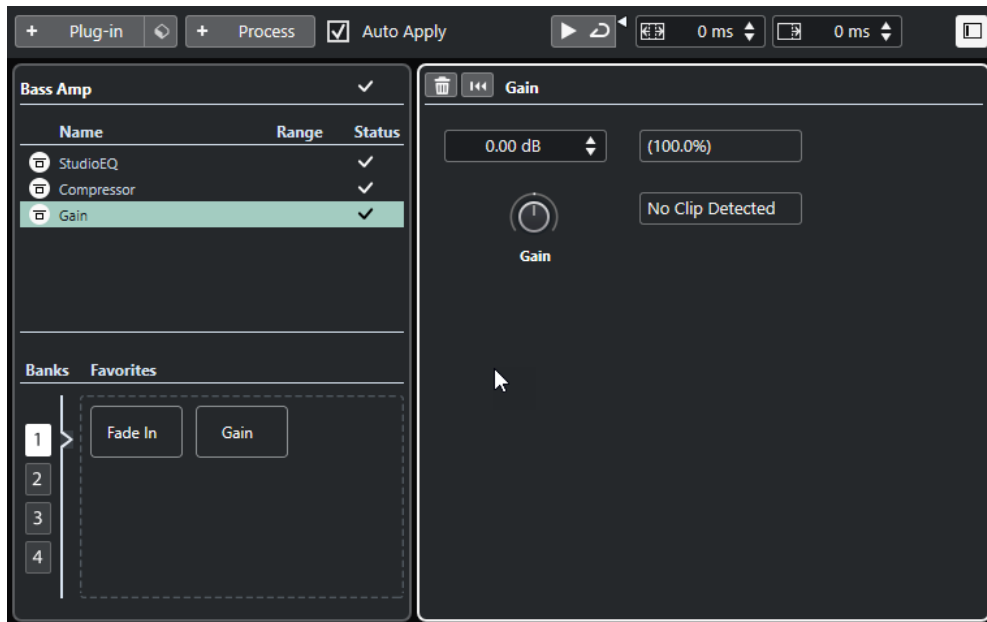 + Plug-in + Process Auto Apply 0 ms 0 ms
Bass Amp
Name Range Status
StudioEQ
Compressor
Gain
Banks Favorites
1
2
3
4
Fade In Gain
Gain
0.00 dB (100.0%)
No Clip Detected
Gain